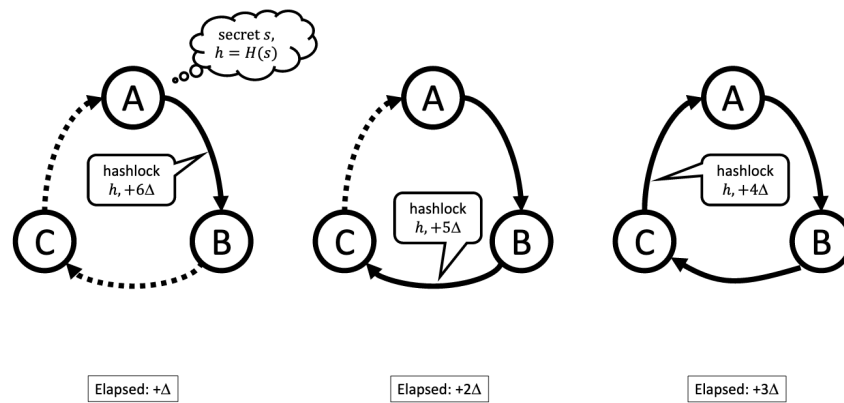 secret s,
h = H(s)
A
hashlock
h, +6Δ
C
B
Elapsed: +Δ
A
hashlock
h, +5Δ
C
B
Elapsed: +2Δ
A
hashlock
h, +4Δ
C
B
Elapsed: +3Δ